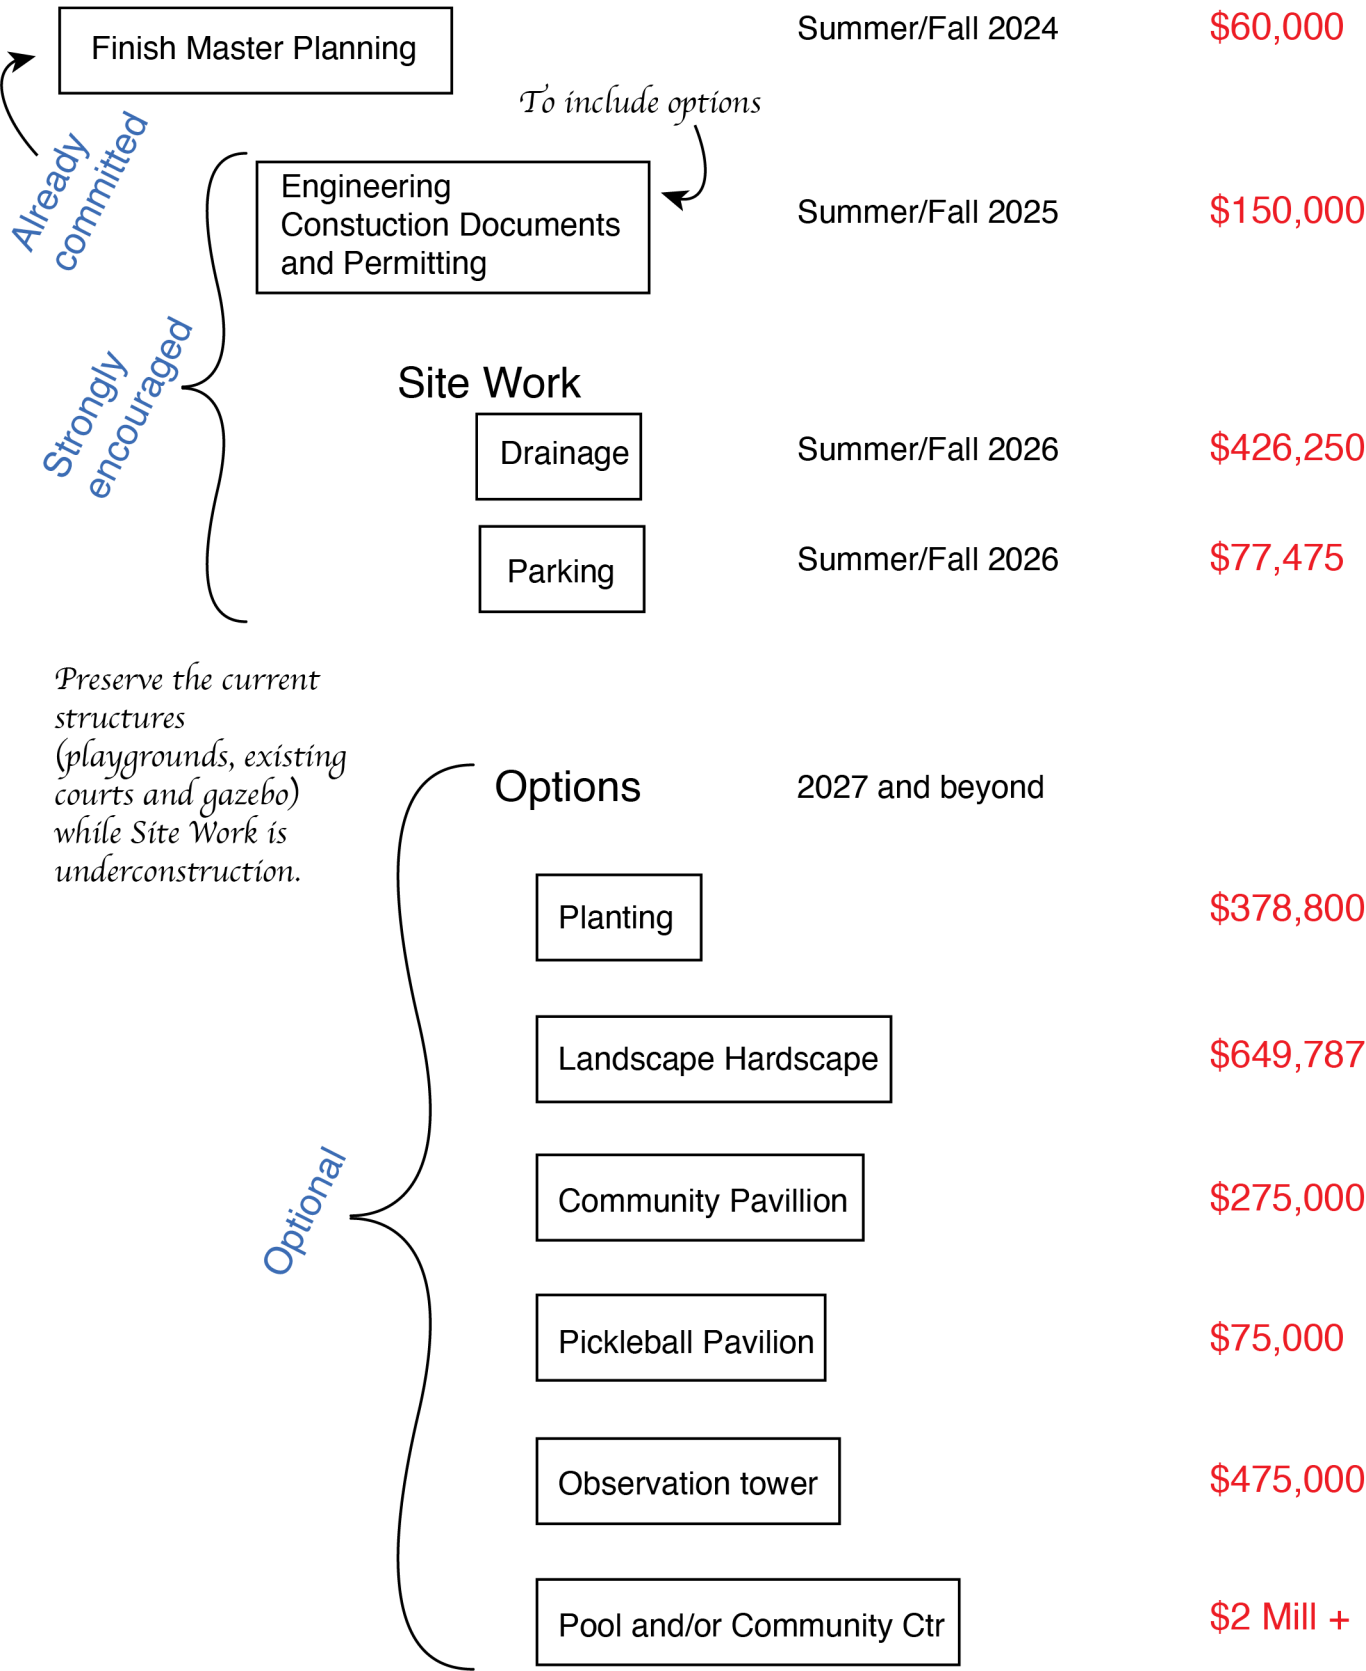 Finish Master Planning
Summer/Fall 2024
$60,000
Already
committed
To include options
Engineering
Constuction Documents
and Permitting
Summer/Fall 2025
$150,000
Strongly
encouraged
Site Work
Drainage
Summer/Fall 2026
$426,250
Parking
Summer/Fall 2026
$77,475
Preserve the current
structures
(playgrounds, existing
courts and gazebo)
while Site Work is
underconstruction.
Options
2027 and beyond
Optional
Planting
$378,800
Landscape Hardscape
$649,787
Community Pavillion
$275,000
Pickleball Pavilion
$75,000
Observation tower
$475,000
Pool and/or Community Ctr
$2 Mill +